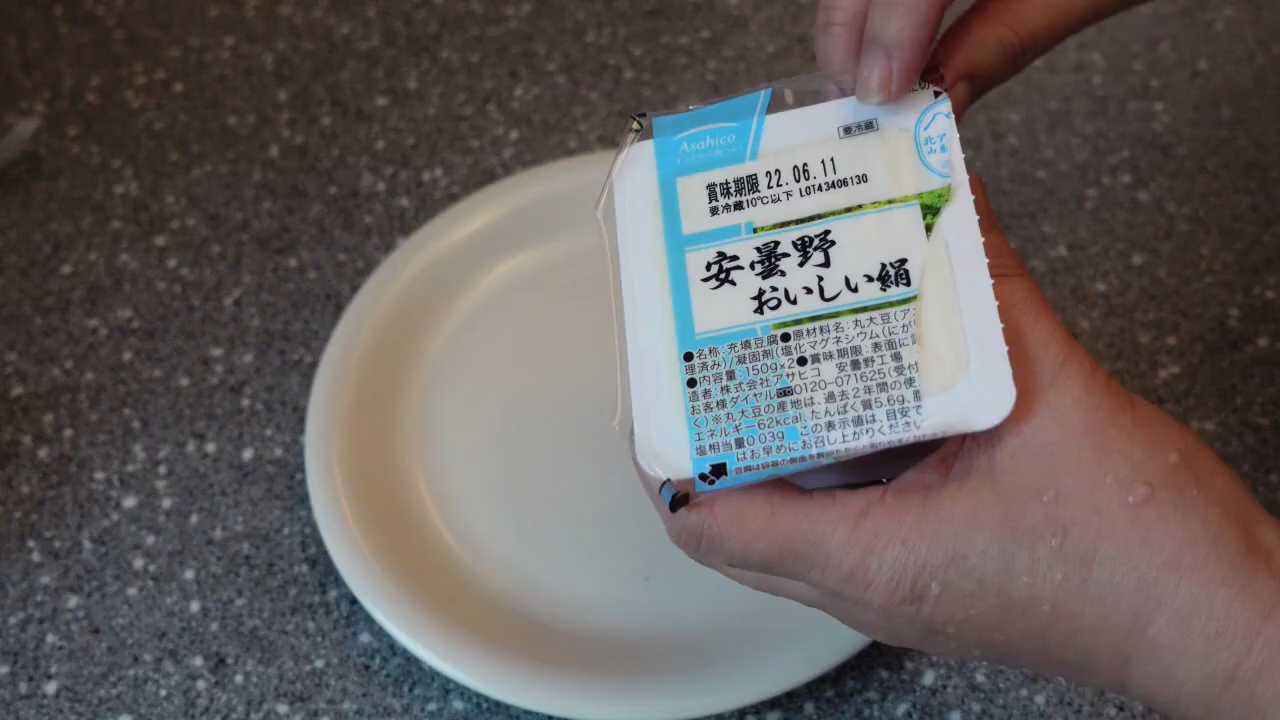 Asahico
要冷蔵
北ア
山系
賞味期限 22.06.11
要冷蔵10℃以下 LOT43406130
安曇野
おいしい絹
●名称:充填豆腐●原材料名:丸大豆(ア
理済み)/凝固剤(塩化マグネシウム(にが
●内容量:150g×2●賞味期限:表面に
造者:株式会社アサヒコ 安曇野工場
お客様ダイヤル 0120-071625(受付
く)※丸大豆の産地は、過去2年間の使
エネルギー62kcal、たんぱく質5.6g、脂
塩相当量0.03g この表示値は、目安で
はお早めにお召し上がりください